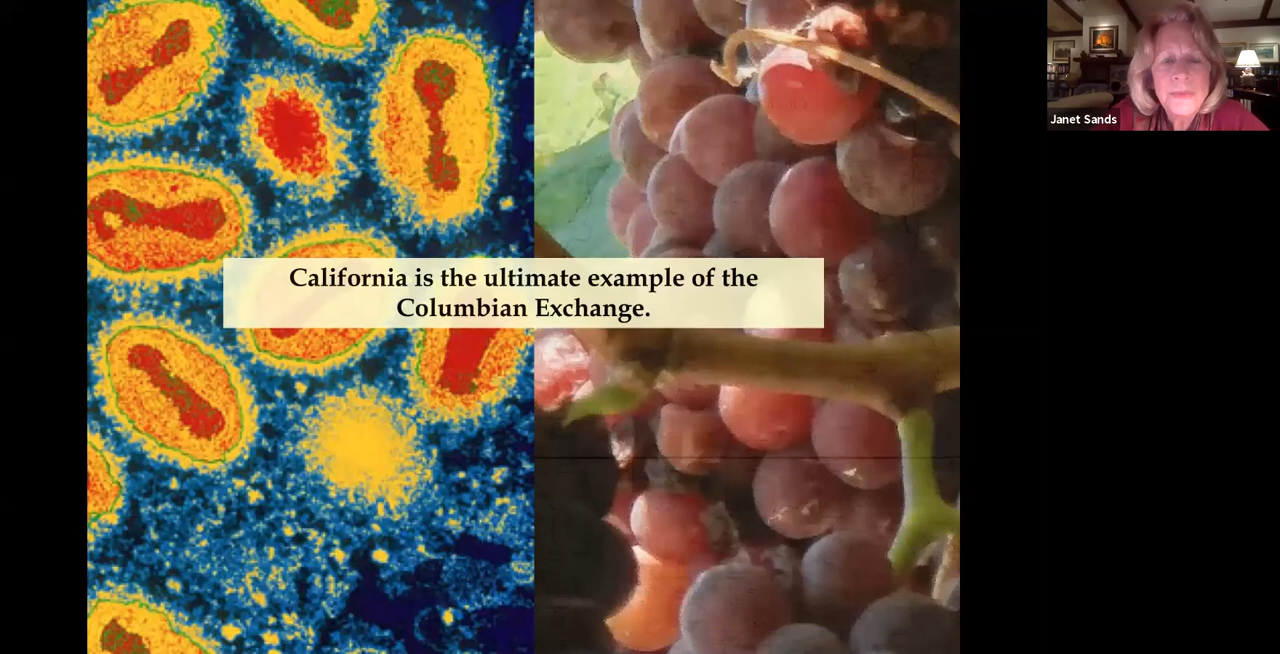 California is the ultimate example of the
Columbian Exchange.
Janet Sands